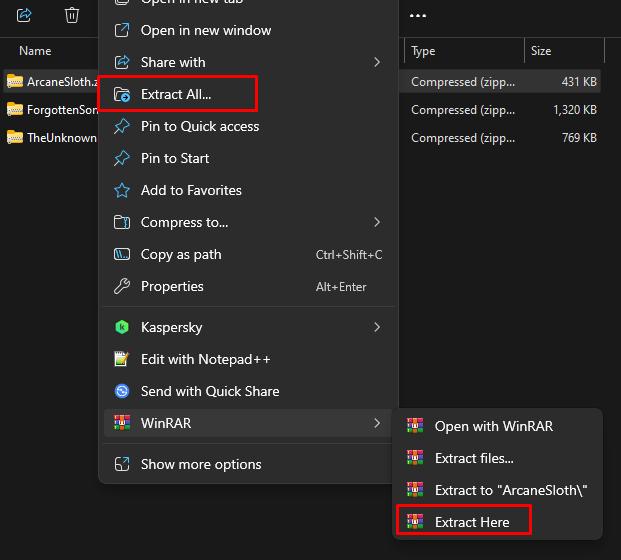 Open in new tab
Open in new window
Name
Type
Size
Share with
ArcaneSloth.z
Compressed (zipp...
431 KB
Extract All...
ForgottenSon
Compressed (zipp...
1,320 KB
Pin to Quick access
TheUnknown
Compressed (zipp...
769 KB
Pin to Start
Add to Favorites
Compress to...
Copy as path
Ctrl+Shift+C
Properties
Alt+Enter
Kaspersky
Edit with Notepad++
Send with Quick Share
WinRAR
Open with WinRAR
Extract files...
Show more options
Extract to "ArcaneSloth\"
Extract Here